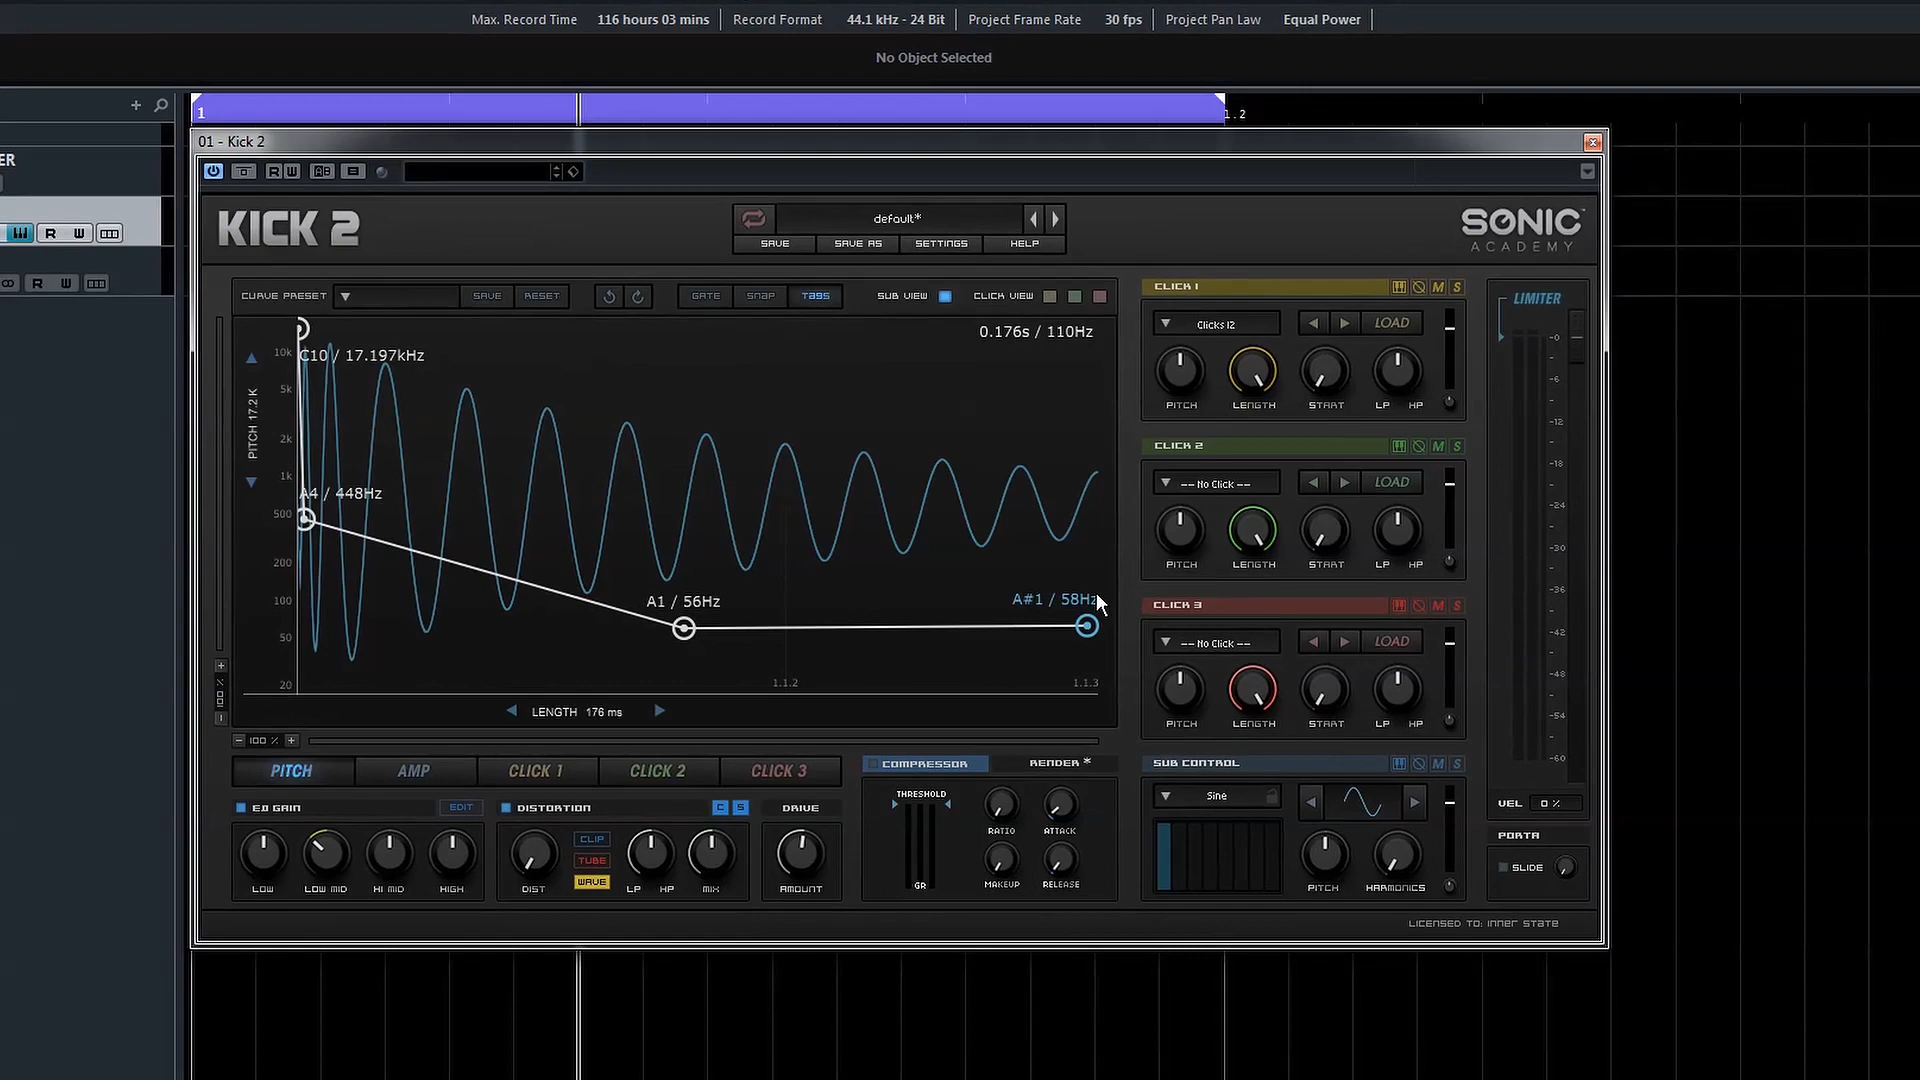 Max. Record Time 116 hours 03 mins Record Format 44.1 kHz - 24 Bit Project Frame Rate 30 fps Project Pan Law Equal Power
No Object Selected
1
1.2
01 - Kick 2
ER
R W
R W A B
KICK 2
default*
SAVE SAVE AS SETTINGS HELP
SONIC
ACADEMY
R W
CURVE PRESET SAVE RESET GATE SNAP TAGS SUB VIEW CLICK VIEW
0.176s / 110Hz
C10 / 17.197kHz
10k
5k
2k
1k
500
200
100
50
20
PITCH 17.2 K
A4 / 448Hz
A1 / 56Hz
A#1 / 58Hz
1.1.2
1.1.3
LENGTH 176 ms
100 %
CLICK 1 M S
Clicks 12 LOAD
PITCH LENGTH START LP HP
CLICK 2 M S
-- No Click -- LOAD
PITCH LENGTH START LP HP
CLICK 3 M S
-- No Click -- LOAD
PITCH LENGTH START LP HP
LIMITER
-0
-6
-12
-18
-24
-30
-36
-42
-48
-54
-60
VEL 0 %
PORTA
SLIDE
PITCH AMP CLICK 1 CLICK 2 CLICK 3
EQ GAIN EDIT
LOW LOW MID HI MID HIGH
DISTORTION C S
CLIP
TUBE
WAVE
DIST LP HP MIX
DRIVE
AMOUNT
COMPRESSOR RENDER *
THRESHOLD
GR
RATIO ATTACK
MAKEUP RELEASE
SUB CONTROL M S
Sine
PITCH HARMONICS
LICENSED TO: INNER STATE